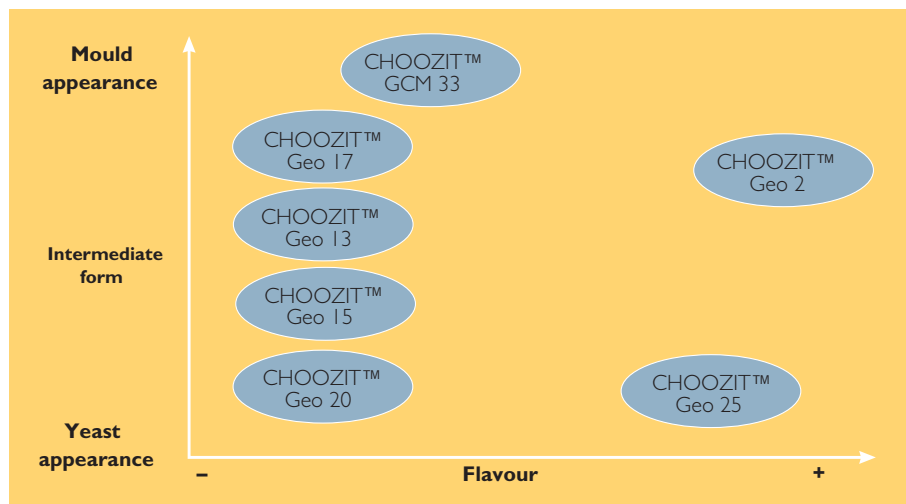 Mould
appearance
CHOOZIT™
GCM 33
CHOOZIT™
Geo 17
CHOOZIT™
Geo 2
CHOOZIT™
Geo 13
Intermediate
form
CHOOZIT™
Geo 15
CHOOZIT™
Geo 20
CHOOZIT™
Geo 25
Yeast
appearance
– Flavour +